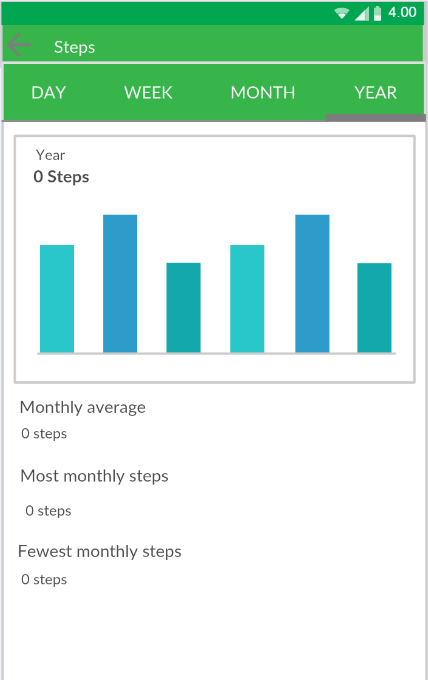 4.00
Steps
DAY WEEK MONTH YEAR
Year
0 Steps
Monthly average
0 steps
Most monthly steps
0 steps
Fewest monthly steps
0 steps